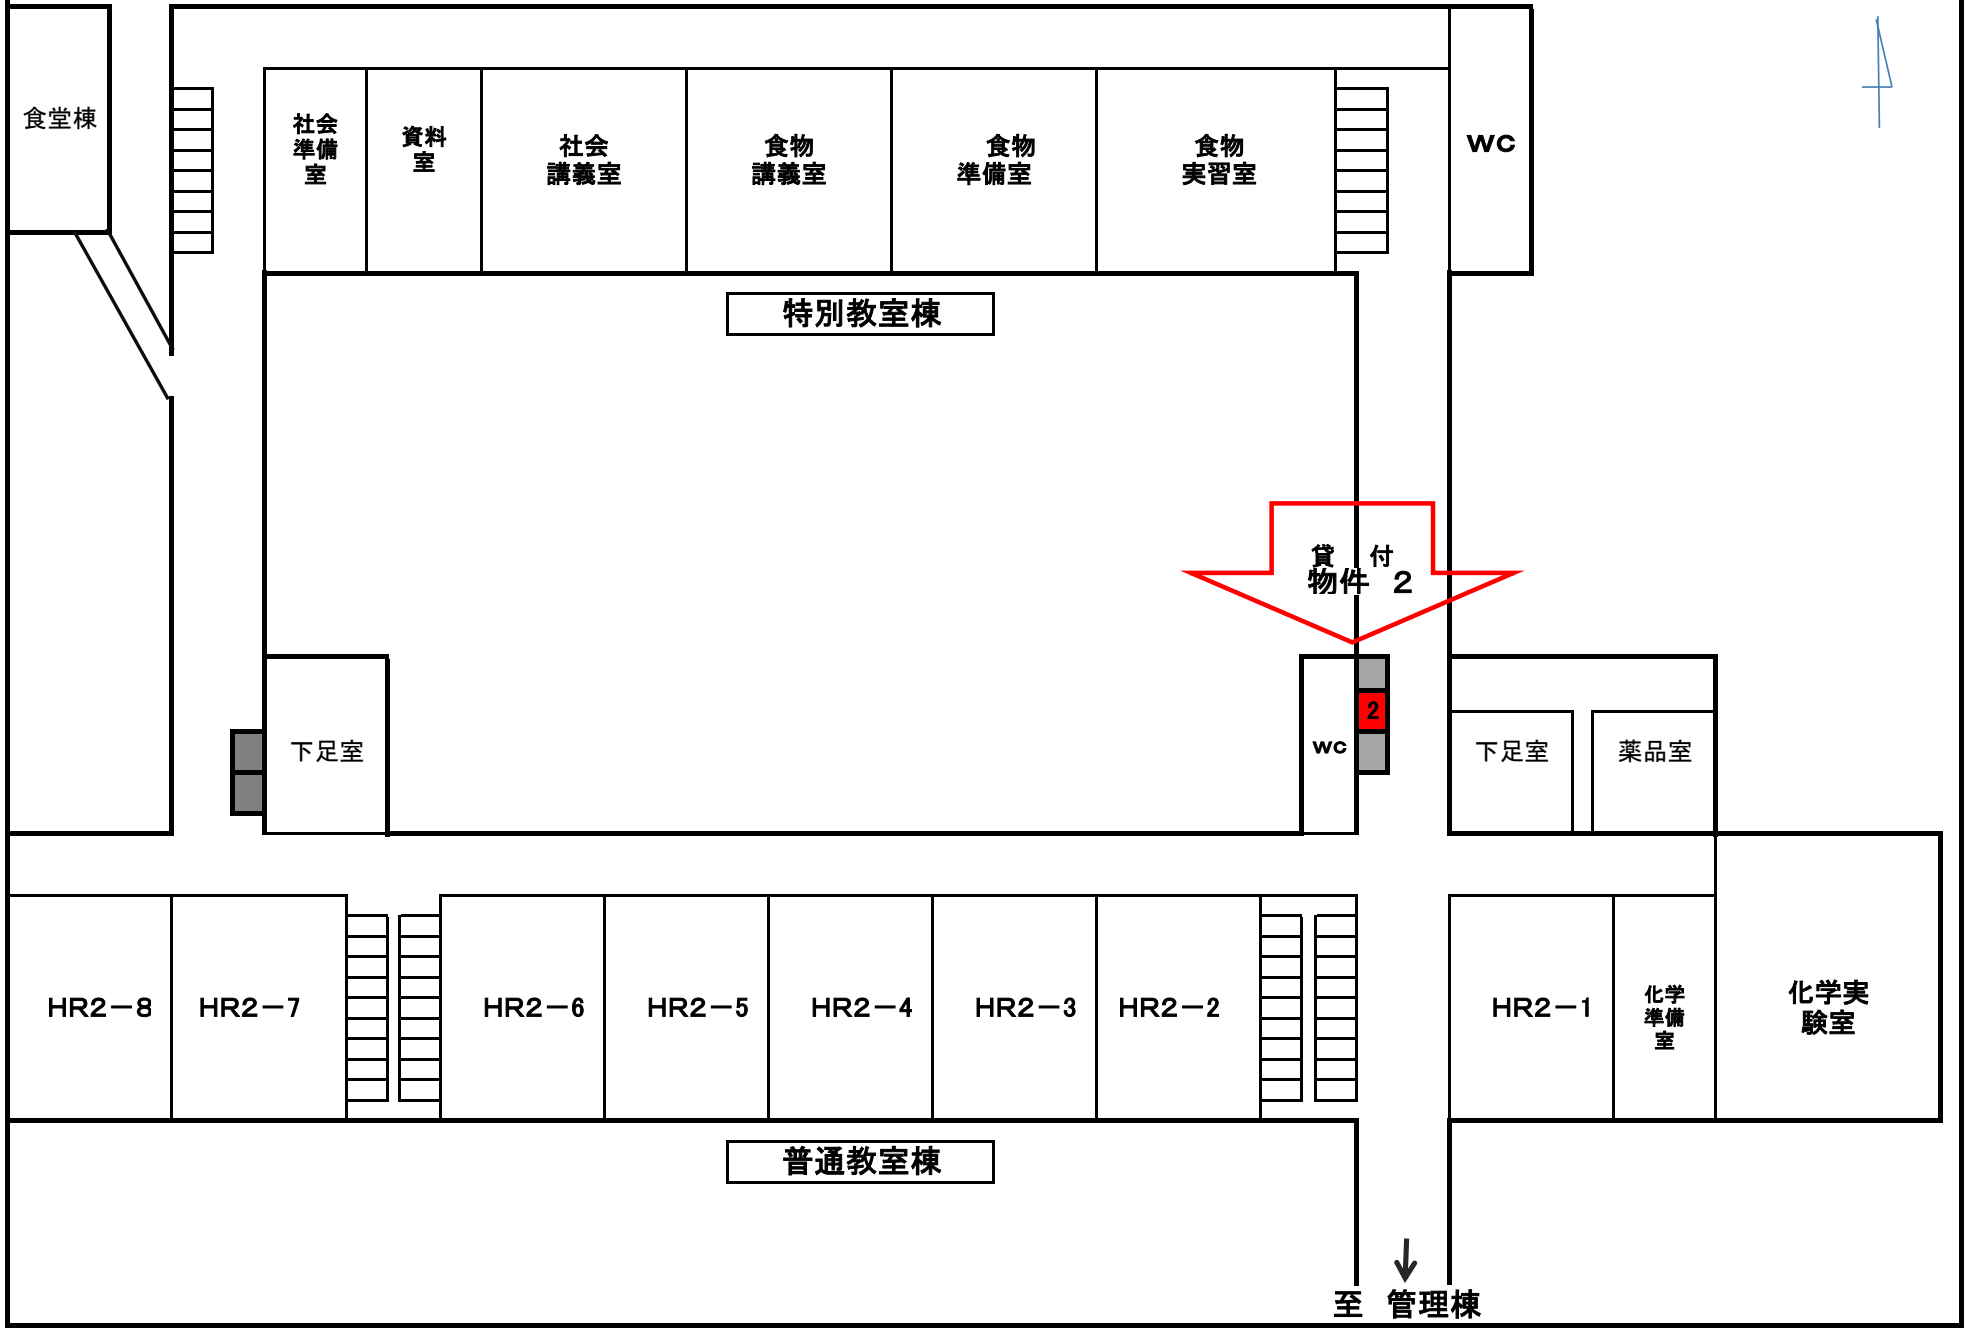 食堂棟
社会
準備
室
資料
室
社会
講義室
食物
講義室
食物
準備室
食物
実習室
WC
特別教室棟
貸 付
物件 2
2
下足室
WC
下足室
薬品室
HR2－8
HR2－7
HR2－6
HR2－5
HR2－4
HR2－3
HR2－2
HR2－1
化学
準備
室
化学実
験室
普通教室棟
至 管理棟